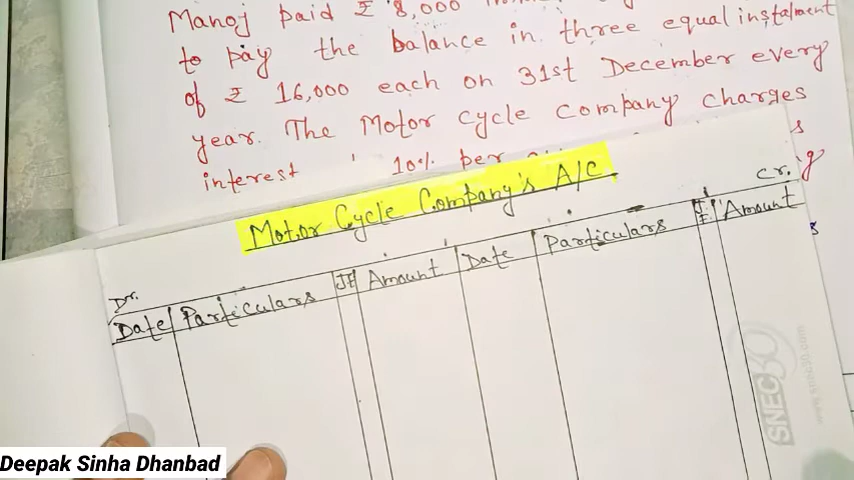 Manoj paid ₹ 8,000
to pay the balance in three equal instalment
of ₹ 16,000 each on 31st December every
year. The Motor cycle Company charges
interest 10% per
s
g
s
Motor Cycle Company's A/C
Dr.
Cr.
Date Particulars J.F Amount Date Particulars J.F. Amount
SNEC30
Deepak Sinha Dhanbad